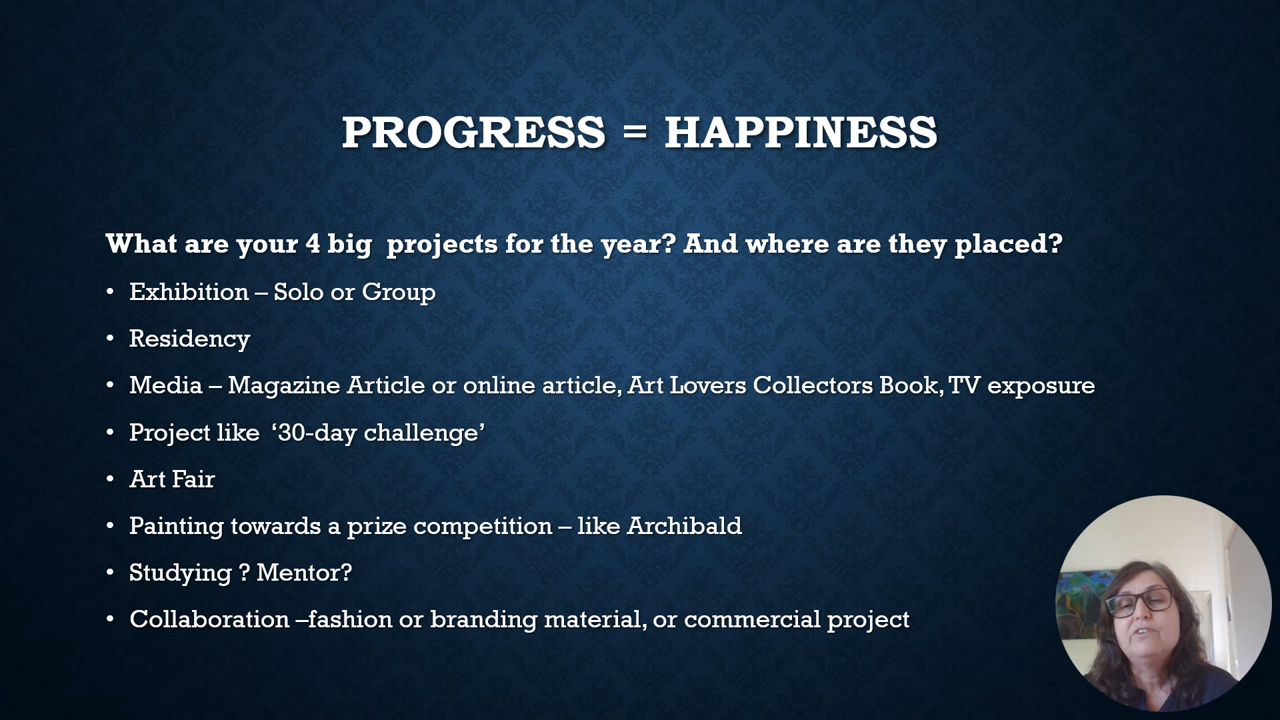 PROGRESS = HAPPINESS
What are your 4 big  projects for the year? And where are they placed?
• Exhibition – Solo or Group
• Residency
• Media – Magazine Article or online article, Art Lovers Collectors Book, TV exposure
• Project like  ‘30-day challenge’
• Art Fair
• Painting towards a prize competition – like Archibald
• Studying ? Mentor?
• Collaboration –fashion or branding material, or commercial project